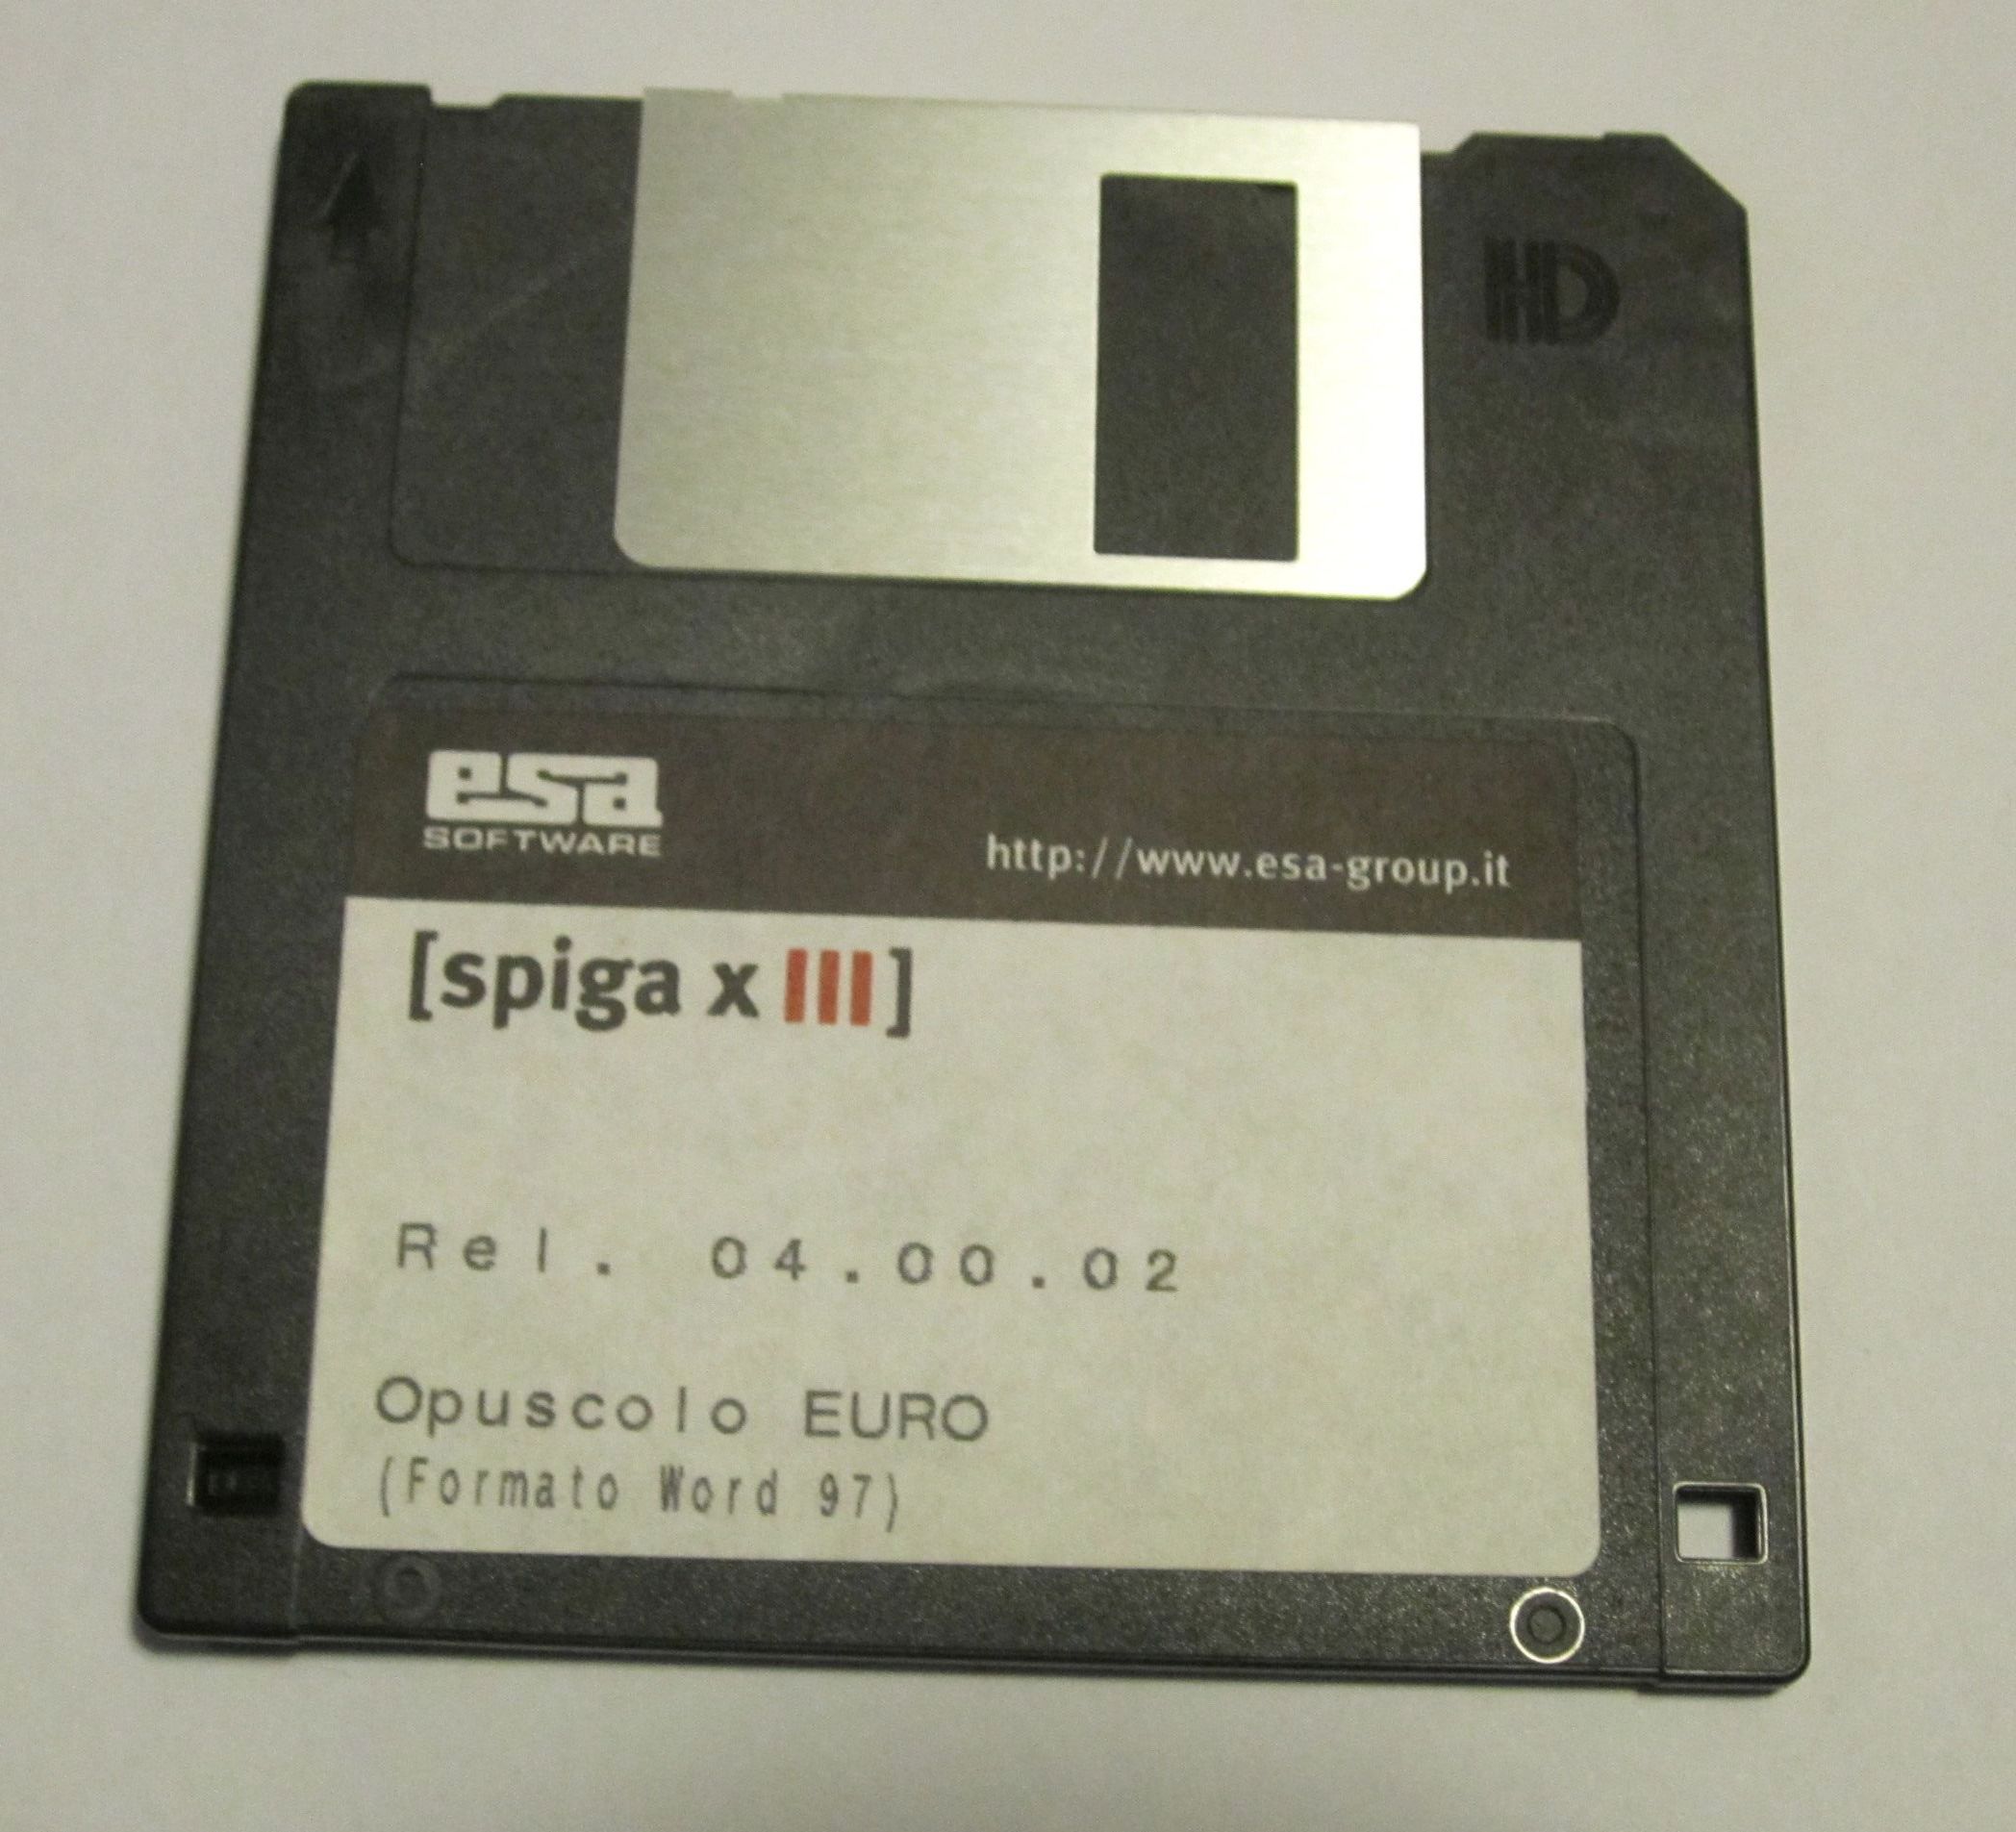 HD
esa
SOFTWARE
http://www.esa-group.it
[spiga x III]
Rel. 04.00.02
Opuscolo EURO
(Formato Word 97)